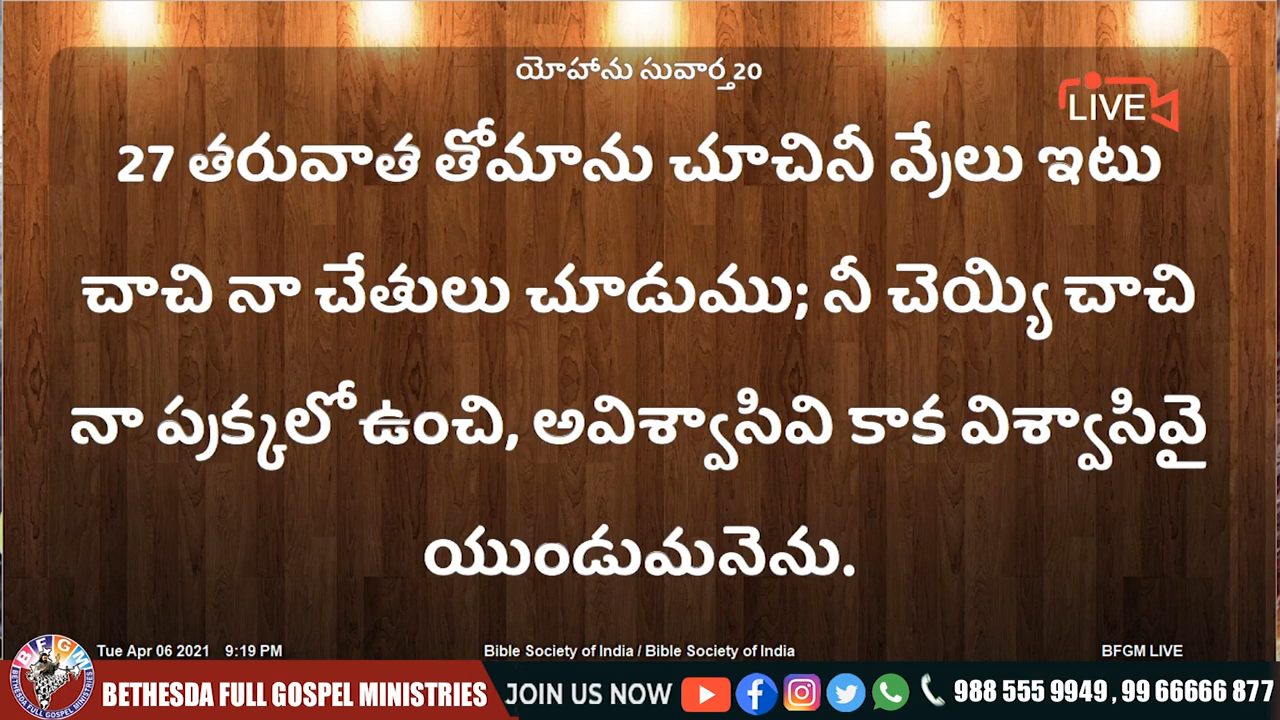 యోహాను సువార్త 20
LIVE
27 తరువాత తోమాను చూచినీ వ్రేలు ఇటు
చాచి నా చేతులు చూడుము; నీ చెయ్యి చాచి
నా ప్రక్కలో ఉంచి, అవిశ్వాసివి కాక విశ్వాసివై
యుండుమనెను.
Tue Apr 06 2021 9:19 PM Bible Society of India / Bible Society of India BFGM LIVE
BFGM
BETHESDA FULL GOSPEL MINISTRIES
BETHESDA FULL GOSPEL MINISTRIES JOIN US NOW 988 555 9949 , 99 66666 877